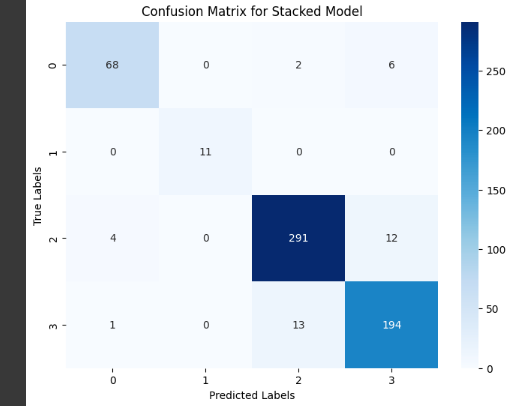 Confusion Matrix for Stacked Model
0 68 0 2 6
1 0 11 0 0
2 4 0 291 12
3 1 0 13 194
0 1 2 3
Predicted Labels
True Labels
250
200
150
100
50
0